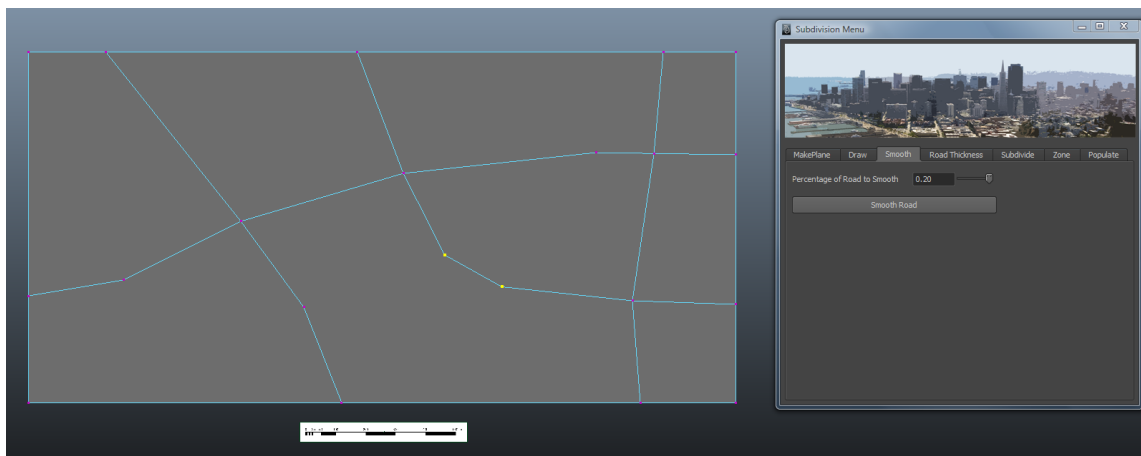 Subdivision Menu
MakePlane Draw Smooth Road Thickness Subdivide Zone Populate
Percentage of Road to Smooth 0.20
Smooth Road